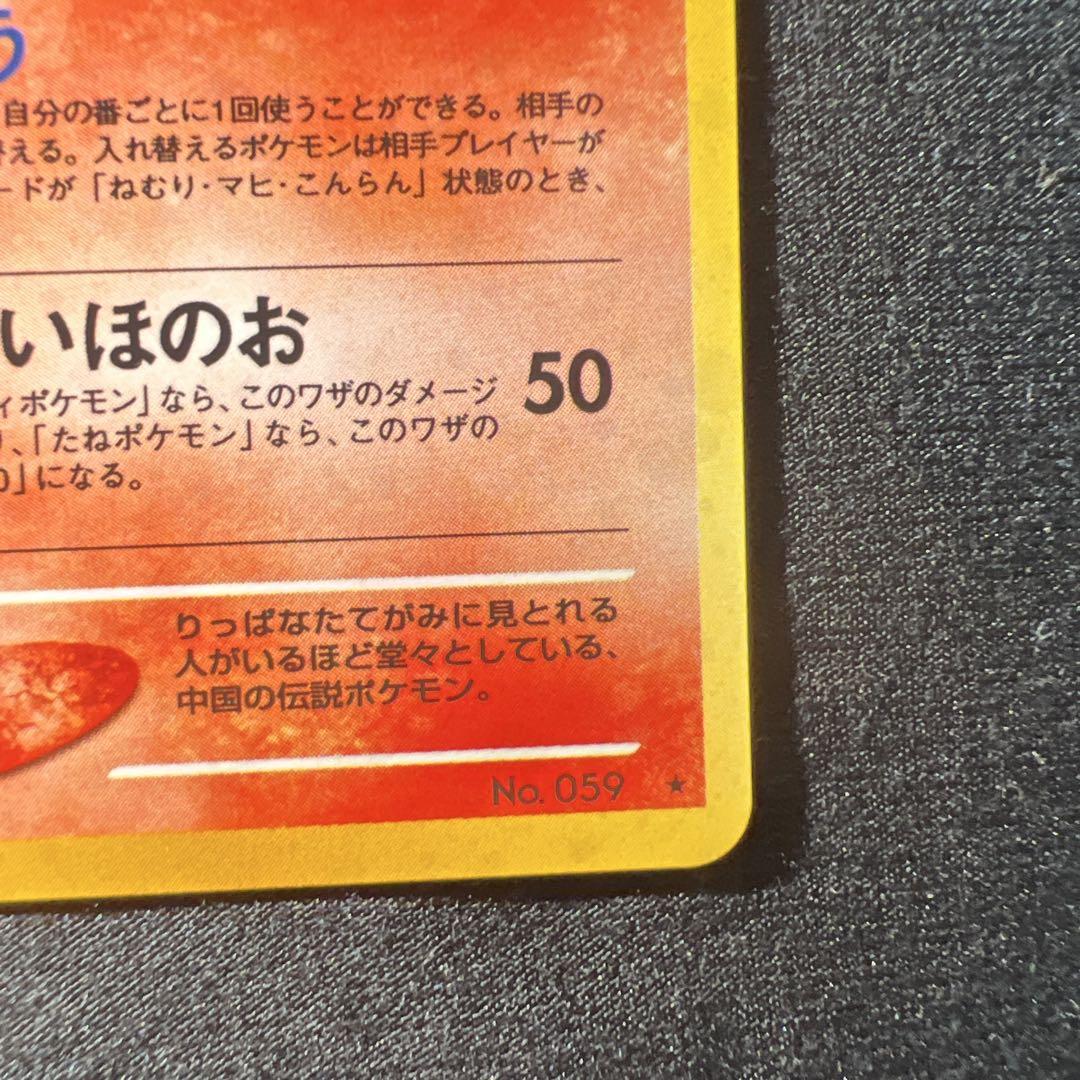 う
自分の番ごとに1回使うことができる。相手の
替える。入れ替えるポケモンは相手プレイヤーが
ードが「ねむり・マヒ・こんらん」状態のとき、
いほのお
50
ィポケモン」なら、このワザのダメージ
、「たねポケモン」なら、このワザの
0」になる。
りっぱなたてがみに見とれる
人がいるほど堂々としている、
中国の伝説ポケモン。
No. 059 ★